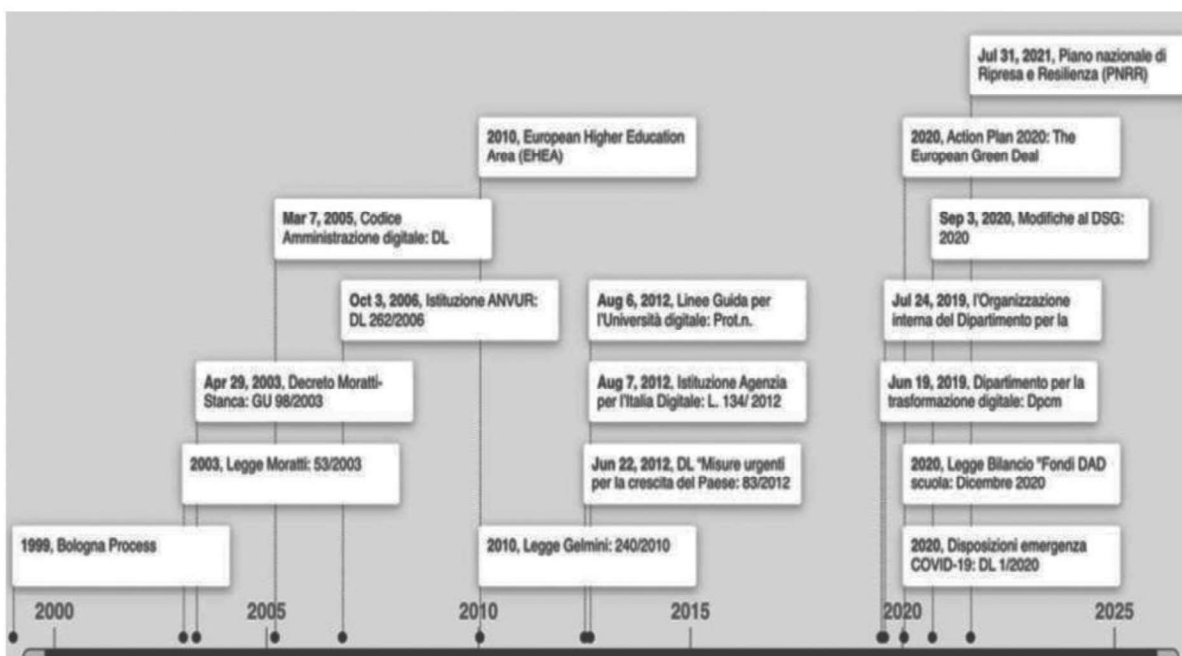 Jul 31, 2021, Piano nazionale di
Ripresa e Resilienza (PNRR)
2010, European Higher Education
Area (EHEA)
2020, Action Plan 2020: The
European Green Deal
Mar 7, 2005, Codice
Amministrazione digitale: DL
Sep 3, 2020, Modifiche al DSG:
2020
Oct 3, 2006, Istituzione ANVUR:
DL 262/2006
Aug 6, 2012, Linee Guida per
l'Università digitale: Prot.n.
Jul 24, 2019, l'Organizzazione
interna del Dipartimento per la
Apr 29, 2003, Decreto Moratti-
Stanca: GU 98/2003
Aug 7, 2012, Istituzione Agenzia
per l'Italia Digitale: L. 134/ 2012
Jun 19, 2019, Dipartimento per la
trasformazione digitale: Dpcm
2003, Legge Moratti: 53/2003
Jun 22, 2012, DL "Misure urgenti
per la crescita del Paese: 83/2012
2020, Legge Bilancio "Fondi DAD
scuola: Dicembre 2020
1999, Bologna Process
2010, Legge Gelmini: 240/2010
2020, Disposizioni emergenza
COVID-19: DL 1/2020
2000 2005 2010 2015 2020 2025